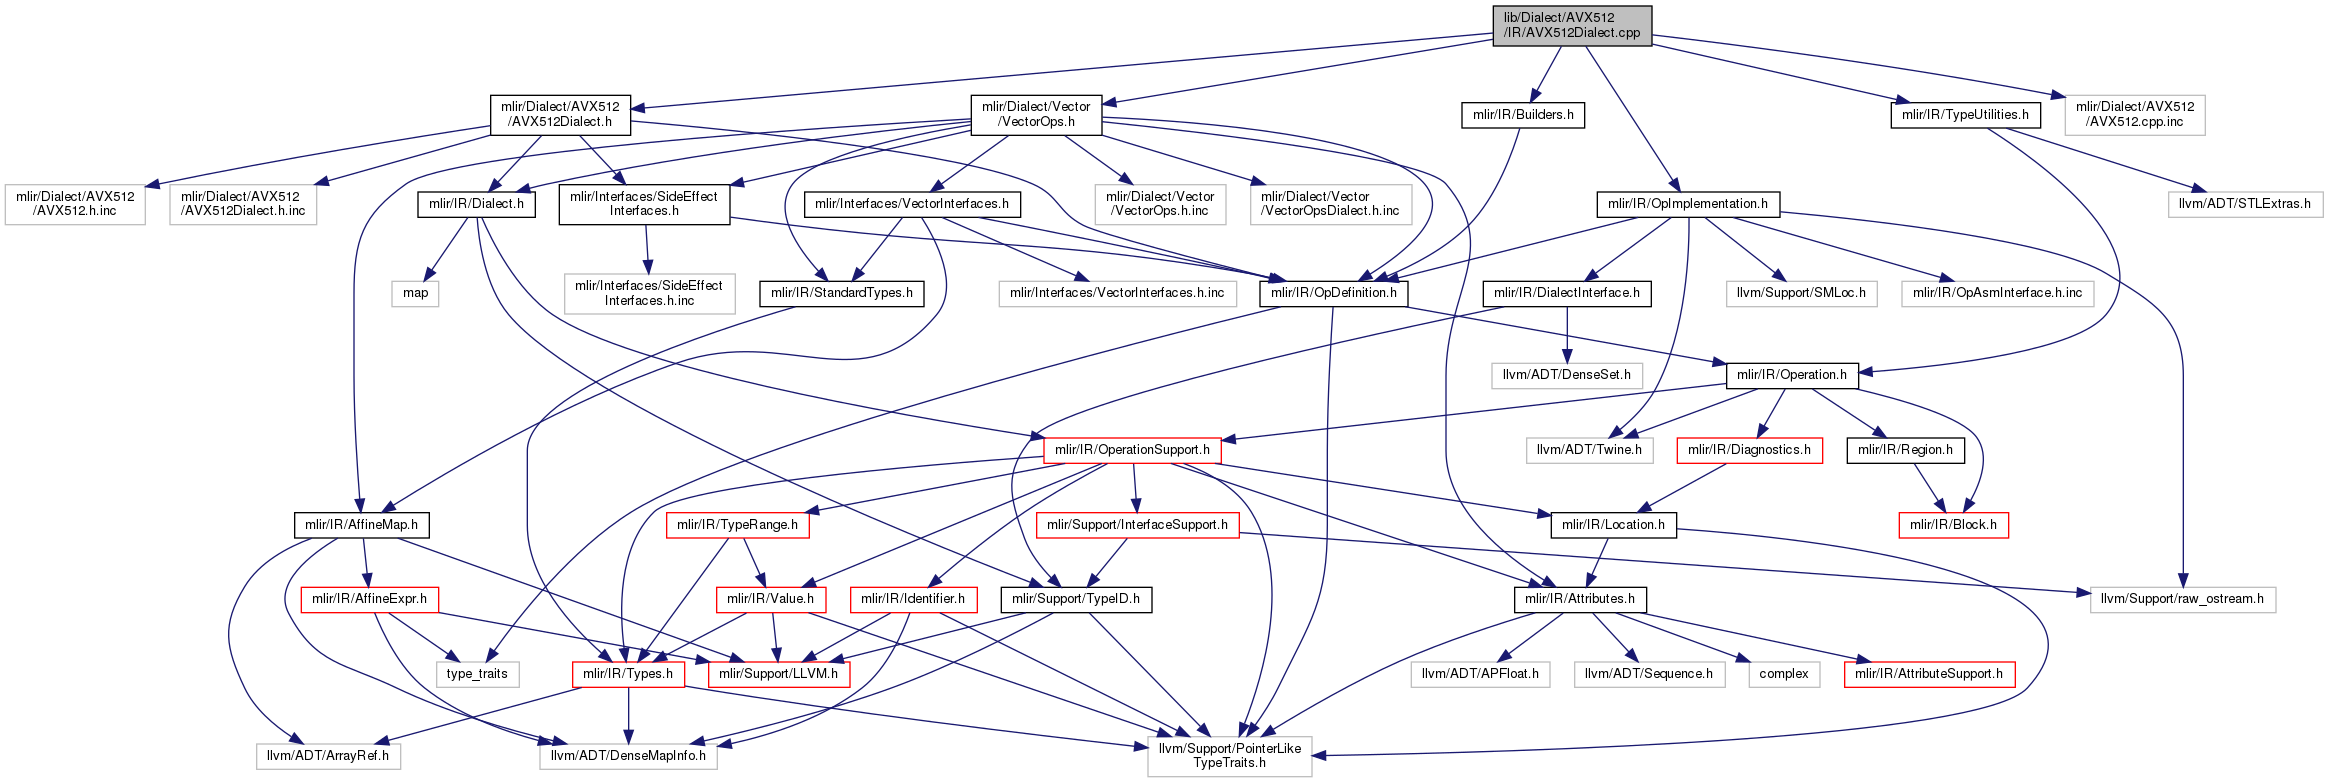 lib/Dialect/AVX512
/IR/AVX512Dialect.cpp
mlir/Dialect/AVX512
/AVX512Dialect.h
mlir/Dialect/Vector
/VectorOps.h
mlir/IR/Builders.h
mlir/IR/TypeUtilities.h
mlir/Dialect/AVX512
/AVX512.cpp.inc
mlir/Dialect/AVX512
/AVX512.h.inc
mlir/Dialect/AVX512
/AVX512Dialect.h.inc
mlir/IR/Dialect.h
mlir/Interfaces/SideEffect
Interfaces.h
mlir/Interfaces/VectorInterfaces.h
mlir/Dialect/Vector
/VectorOps.h.inc
mlir/Dialect/Vector
/VectorOpsDialect.h.inc
mlir/IR/OpImplementation.h
llvm/ADT/STLExtras.h
map
mlir/Interfaces/SideEffect
Interfaces.h.inc
mlir/IR/StandardTypes.h
mlir/Interfaces/VectorInterfaces.h.inc
mlir/IR/OpDefinition.h
mlir/IR/DialectInterface.h
llvm/Support/SMLoc.h
mlir/IR/OpAsmInterface.h.inc
llvm/ADT/DenseSet.h
mlir/IR/Operation.h
mlir/IR/OperationSupport.h
llvm/ADT/Twine.h
mlir/IR/Diagnostics.h
mlir/IR/Region.h
mlir/IR/AffineMap.h
mlir/IR/TypeRange.h
mlir/Support/InterfaceSupport.h
mlir/IR/Location.h
mlir/IR/Block.h
mlir/IR/AffineExpr.h
mlir/IR/Value.h
mlir/IR/Identifier.h
mlir/Support/TypeID.h
mlir/IR/Attributes.h
llvm/Support/raw_ostream.h
type_traits
mlir/IR/Types.h
mlir/Support/LLVM.h
llvm/ADT/APFloat.h
llvm/ADT/Sequence.h
complex
mlir/IR/AttributeSupport.h
llvm/ADT/ArrayRef.h
llvm/ADT/DenseMapInfo.h
llvm/Support/PointerLike
TypeTraits.h